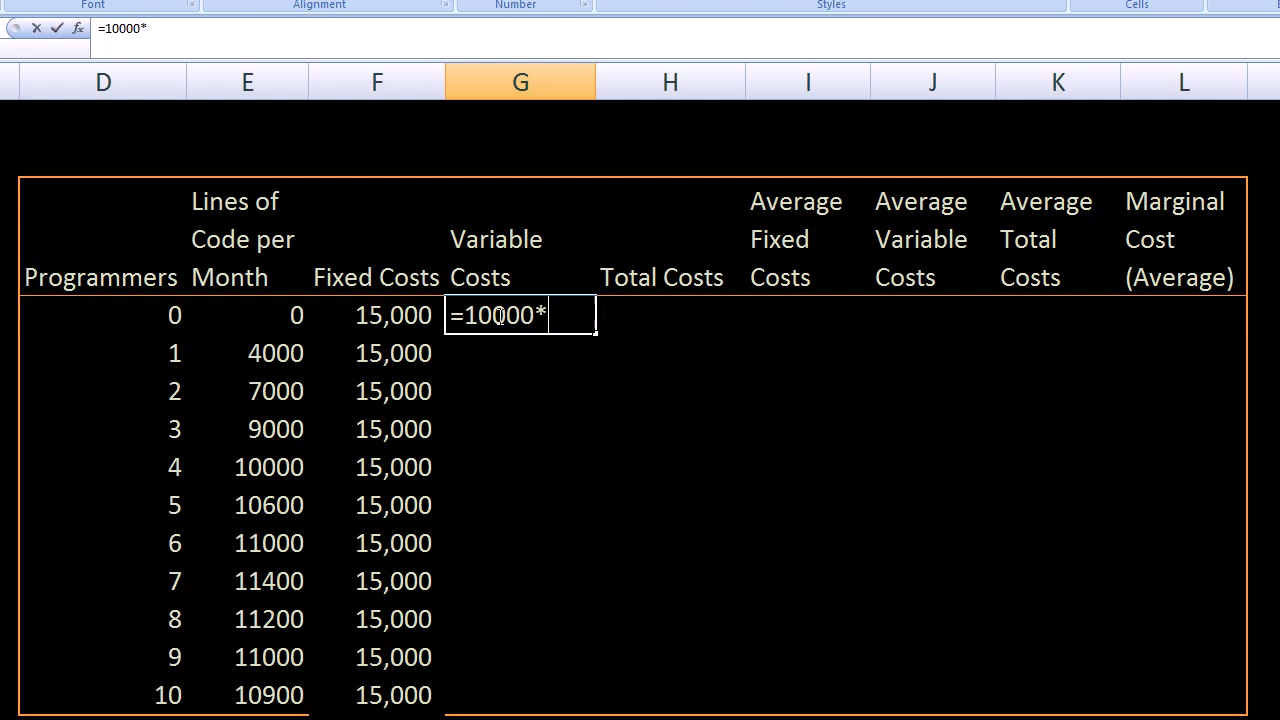 Font Alignment Number Styles Cells
fx =10000*
D E F G H I J K L
Lines of Average Average Average Marginal
Code per Variable Fixed Variable Total Cost
Programmers Month Fixed Costs Costs Total Costs Costs Costs Costs (Average)
0 0 15,000 =10000*
1 4000 15,000
2 7000 15,000
3 9000 15,000
4 10000 15,000
5 10600 15,000
6 11000 15,000
7 11400 15,000
8 11200 15,000
9 11000 15,000
10 10900 15,000